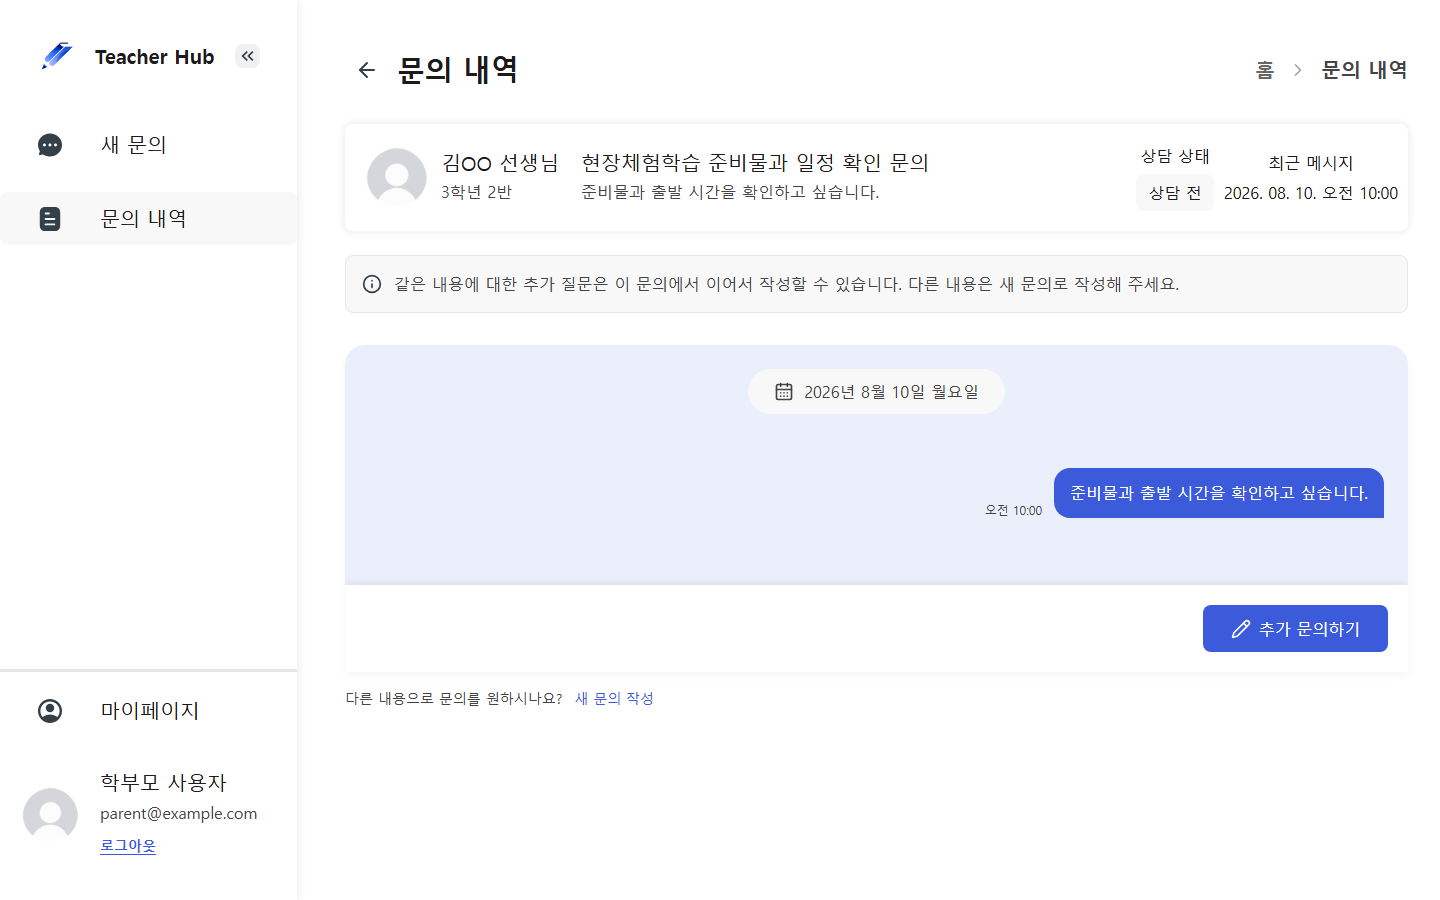 Teacher Hub
새 문의
문의 내역
마이페이지
학부모 사용자
parent@example.com
로그아웃
문의 내역
홈 > 문의 내역
김OO 선생님
3학년 2반
현장체험학습 준비물과 일정 확인 문의
준비물과 출발 시간을 확인하고 싶습니다.
상담 상태
상담 전
최근 메시지
2026. 08. 10. 오전 10:00
같은 내용에 대한 추가 질문은 이 문의에서 이어서 작성할 수 있습니다. 다른 내용은 새 문의로 작성해 주세요.
2026년 8월 10일 월요일
준비물과 출발 시간을 확인하고 싶습니다.
오전 10:00
추가 문의하기
다른 내용으로 문의를 원하시나요? 새 문의 작성